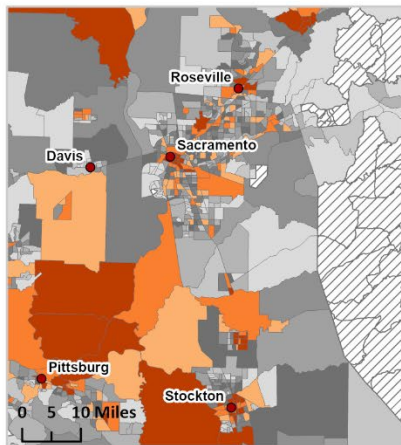 Roseville
Sacramento
Davis
Pittsburg
Stockton
0 5 10 Miles